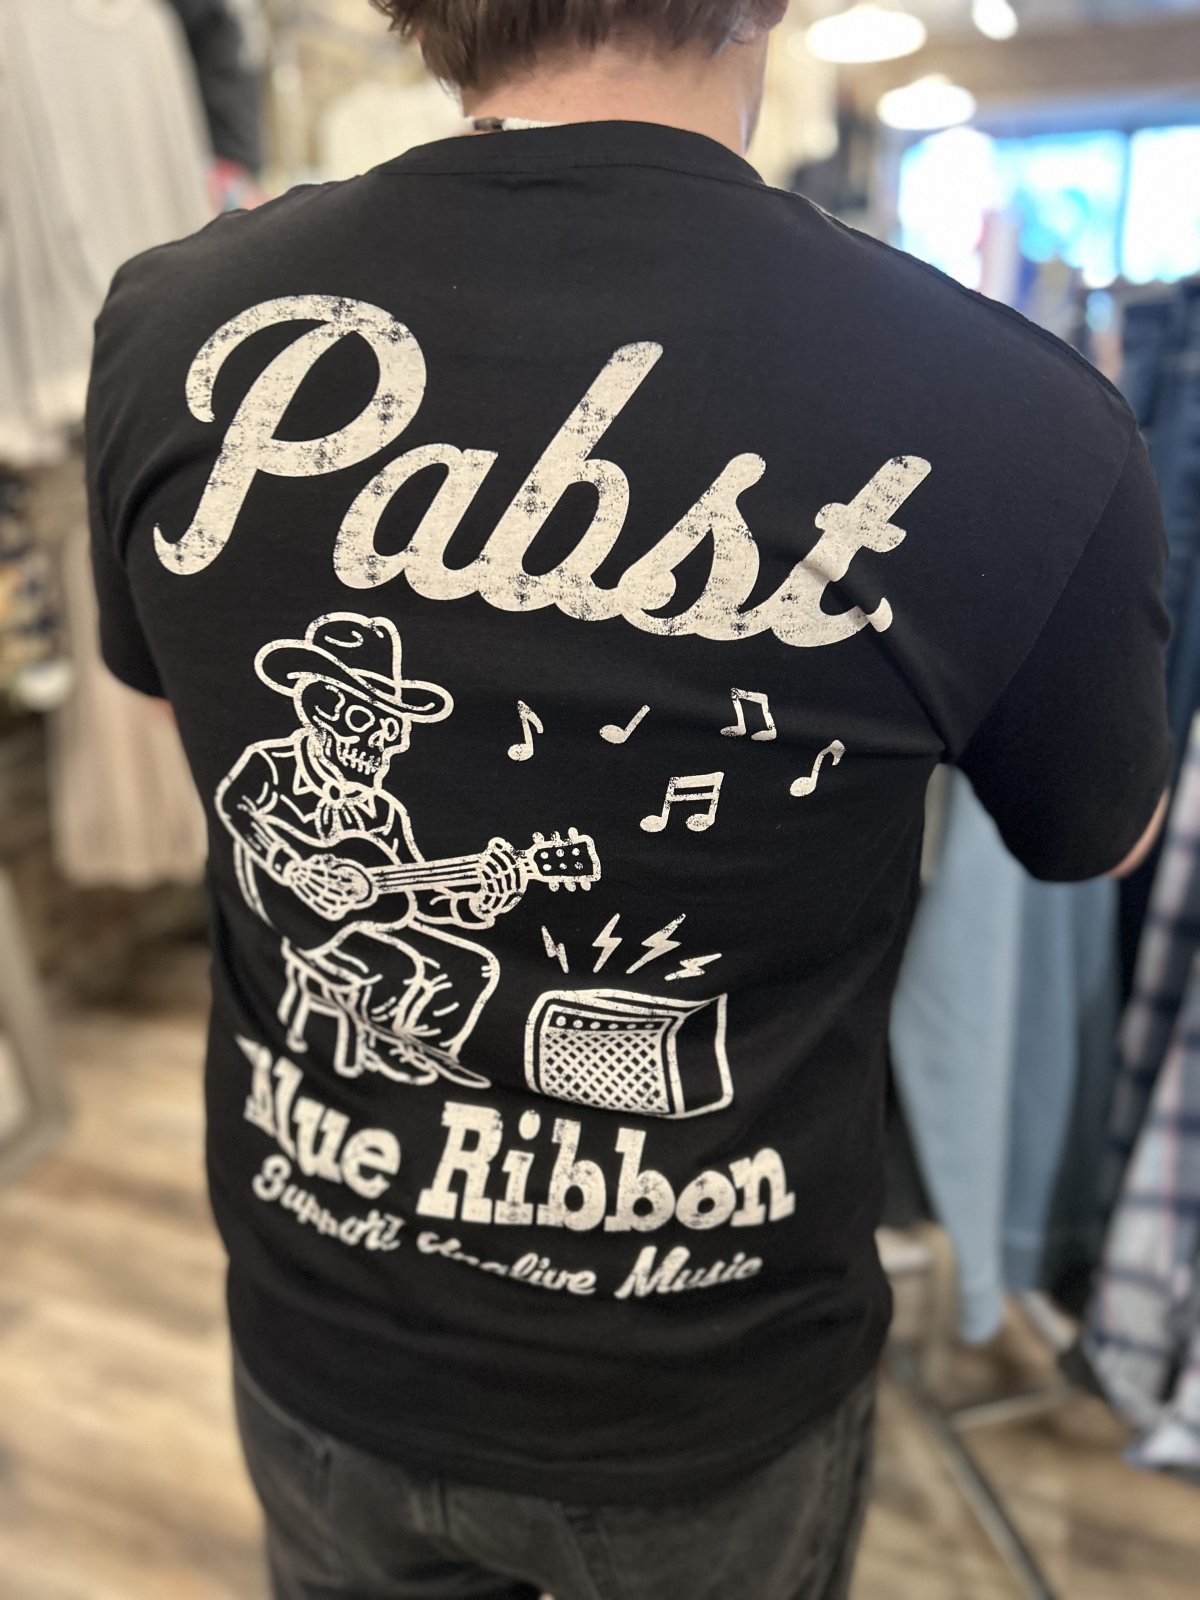 Pabst
Blue Ribbon
Support Music